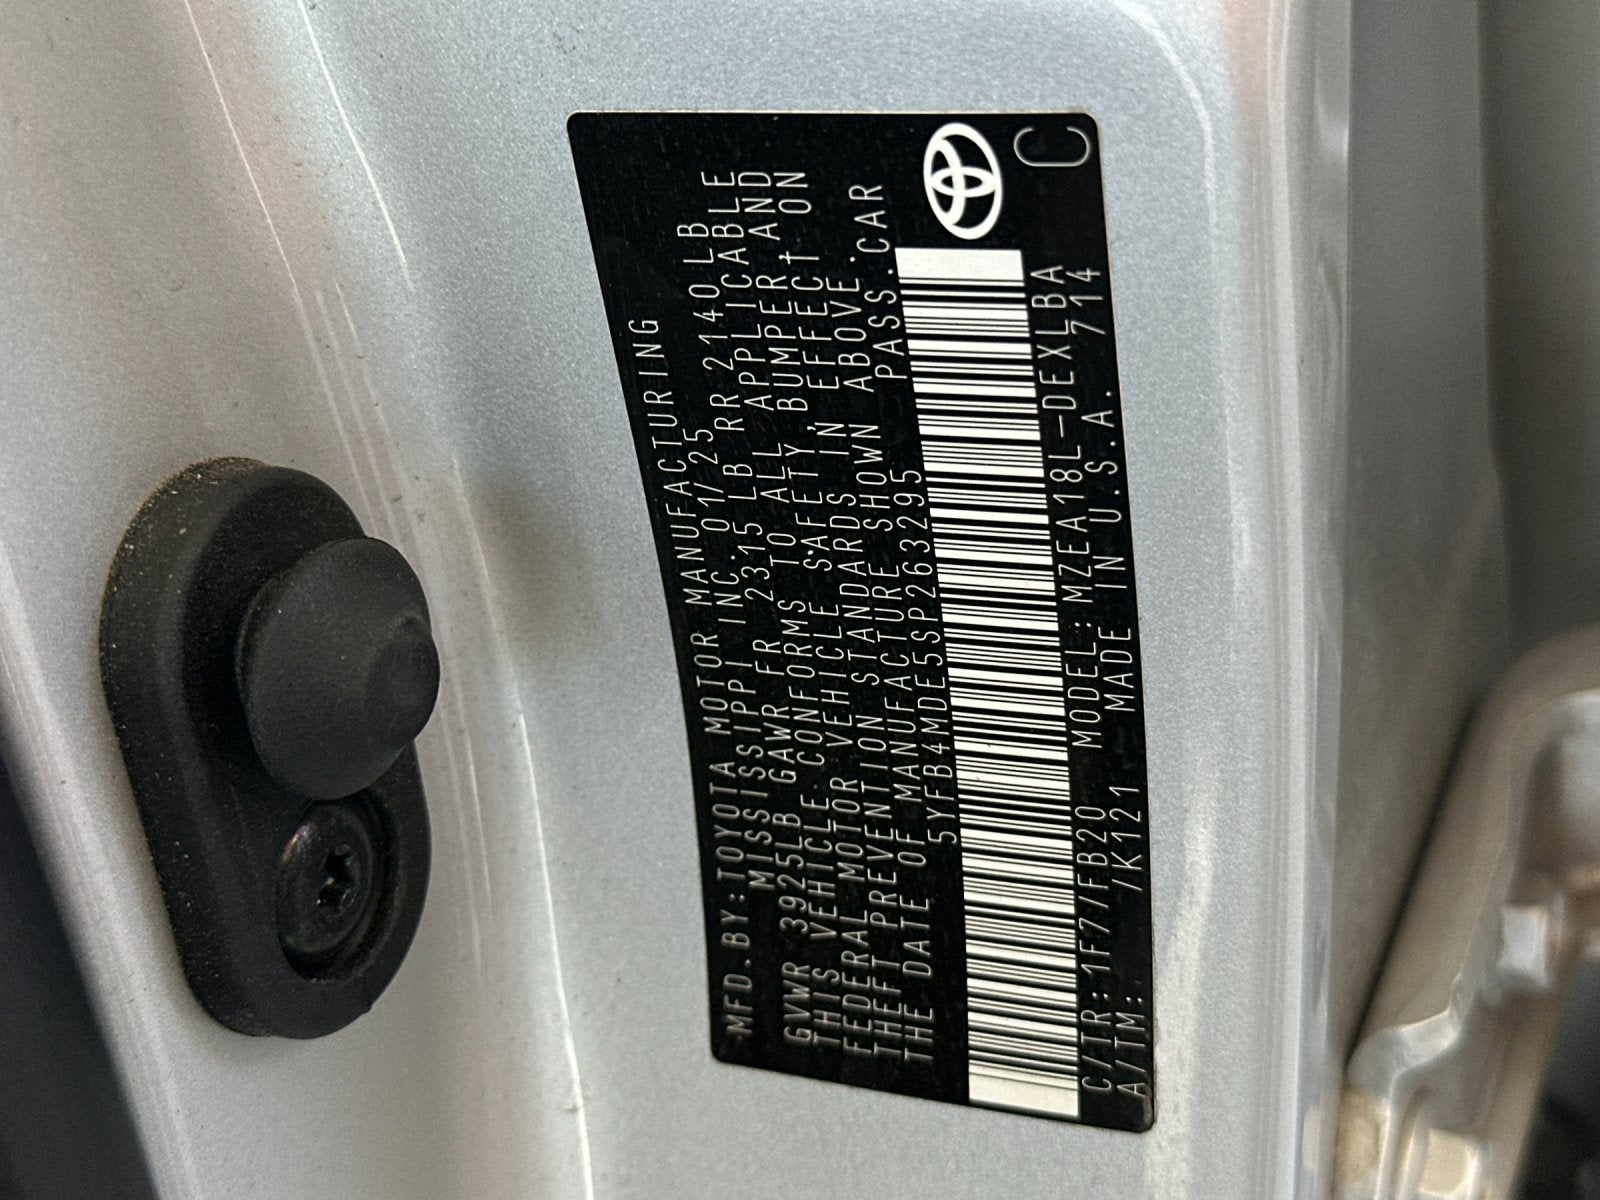 MFD.BY:TOYOTA MOTOR MANUFACTURING
MISSISSIPPI INC. 01/25
GVWR 3925LB GAWR FR 2315 LB RR 2140LB
THIS VEHICLE CONFORMS TO ALL APPLICABLE
FEDERAL MOTOR VEHICLE SAFETY, BUMPER, AND
THEFT PREVENTION STANDARDS IN EFFECT ON
THE DATE OF MANUFACTURE SHOWN ABOVE.
5YFB4MDE5SP263295 PASS.CAR
C/TR:1F7/FB20 MODEL:MZEA18L-DEXLBA
A/TM: /K121 MADE IN U.S.A. 714
C